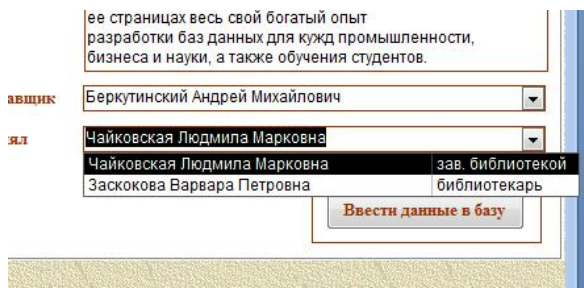 ее страницах весь свой богатый опыт
разработки баз данных для кужд промышленности,
бизнеса и науки, а также обучения студентов.
авщик Беркутинский Андрей Михайлович
ял Чайковская Людмила Марковна
Чайковская Людмила Марковна зав. библиотекой
Заскокова Варвара Петровна библиотекарь
Ввести данные в базу